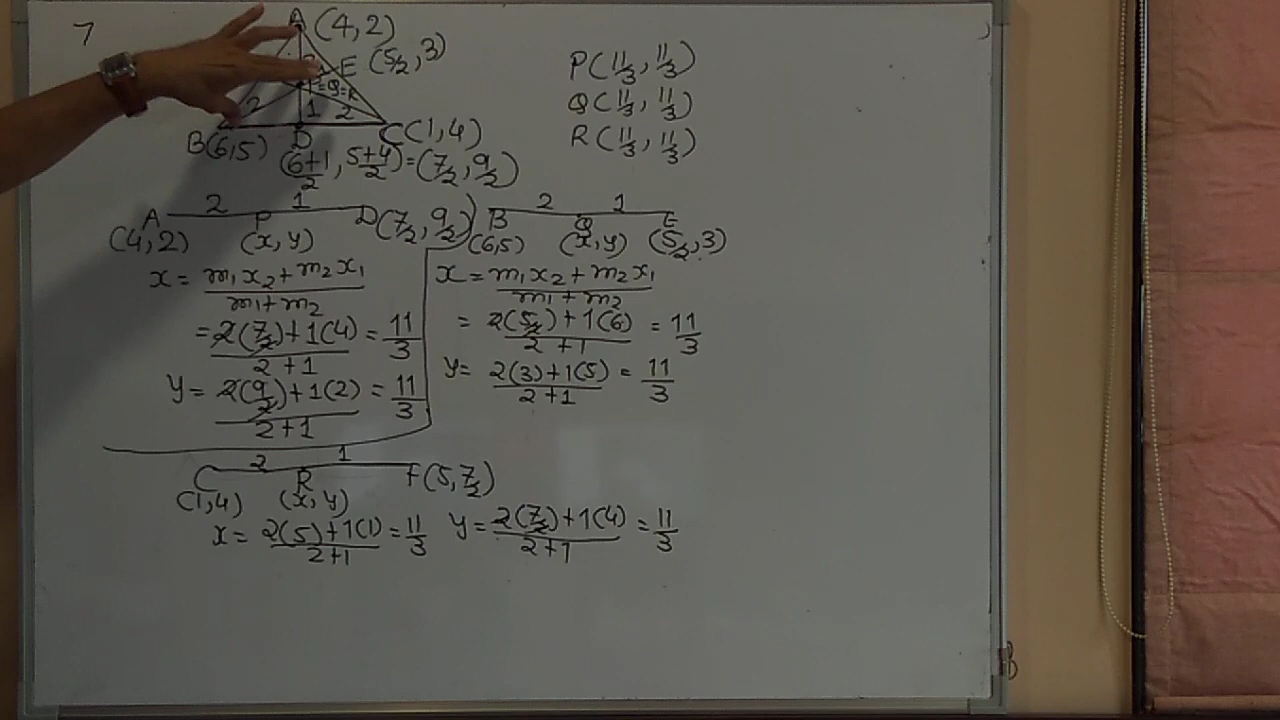 7
A (4, 2)
E (5/2, 3)
P=Q=R
2 1 2
B(6,5) D C(1,4)
(6+1/2, 5+4/2) = (7/2, 9/2)
P(11/3, 11/3)
Q(11/3, 11/3)
R(11/3, 11/3)
A 2 P 1 D(7/2, 9/2)
(4,2) (x,y)
x = m₁x₂+m₂x₁/m₁+m₂
= 2(7/2)+1(4)/2+1 = 11/3
y = 2(9/2)+1(2)/2+1 = 11/3
B 2 Q 1 E
(6,5) (x,y) (5/2,3)
x = m₁x₂+m₂x₁/m₁+m₂
= 2(5/2)+1(6)/2+1 = 11/3
y = 2(3)+1(5)/2+1 = 11/3
C 2 R 1 F(5,7/2)
(1,4) (x,y)
x = 2(5)+1(1)/2+1 = 11/3 y = 2(7/2)+1(4)/2+1 = 11/3